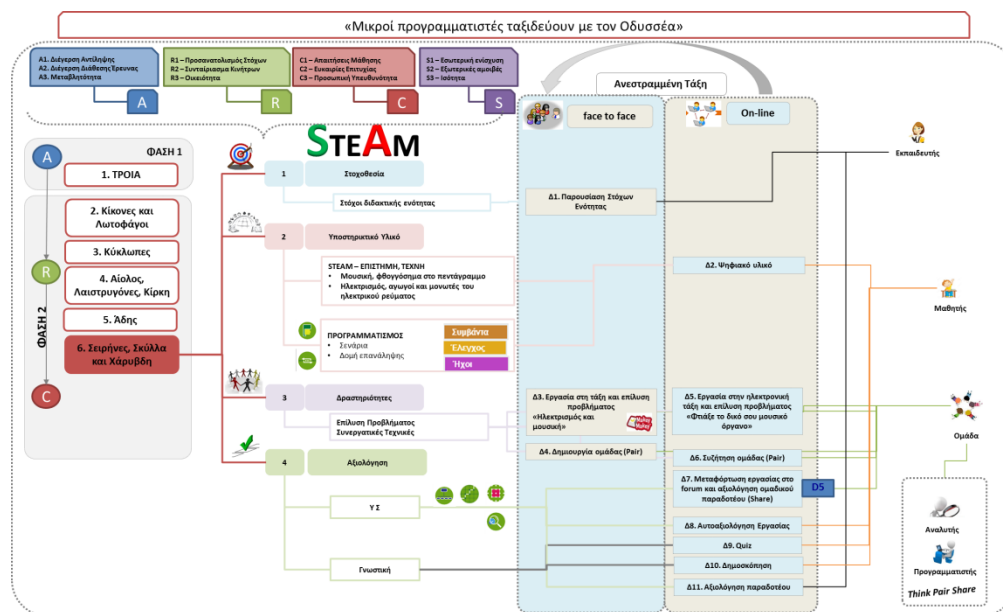 «Μικροί προγραμματιστές ταξιδεύουν με τον Οδυσσέα»
A1. Διέγερση Αντίληψης
A2. Διέγερση Διάθεσης Έρευνας
A3. Μεταβλητότητα
A
R1 – Προσανατολισμός Στόχων
R2 – Συνταίριασμα Κινήτρων
R3 – Οικειότητα
R
C1 – Απαιτήσεις Μάθησης
C2 – Ευκαιρίες Επιτυχίας
C3 – Προσωπική Υπευθυνότητα
C
S1 – Εσωτερική ενίσχυση
S2 – Εξωτερικές αμοιβές
S3 – Ισότητα
S
Ανεστραμμένη Τάξη
face to face
On-line
STEAM
ΦΑΣΗ 1
A
1. ΤΡΟΙΑ
ΦΑΣΗ 2
R
C
2. Κίκονες και
Λωτοφάγοι
3. Κύκλωπες
4. Αίολος,
Λαιστρυγόνες, Κίρκη
5. Άδης
6. Σειρήνες, Σκύλλα
και Χάρυβδη
1
Στοχοθεσία
Στόχοι διδακτικής ενότητας
2
Υποστηρικτικό Υλικό
STEAM – ΕΠΙΣΤΗΜΗ, ΤΕΧΝΗ
• Μουσική, φθογγόσημα στο πεντάγραμμο
• Ηλεκτρισμός, αγωγοί και μονωτές του
ηλεκτρικού ρεύματος
ΠΡΟΓΡΑΜΜΑΤΙΣΜΟΣ
• Σενάρια
• Δομή επανάληψης
Συμβάντα
Έλεγχος
Ήχοι
3
Δραστηριότητες
Επίλυση Προβλήματος
Συνεργατικές Τεχνικές
4
Αξιολόγηση
Υ Σ
Γνωστική
Δ1. Παρουσίαση Στόχων
Ενότητας
Δ2. Ψηφιακό υλικό
Δ3. Εργασία στη τάξη και επίλυση
προβλήματος
«Ηλεκτρισμός και
μουσική»
Δ4. Δημιουργία ομάδας (Pair)
Δ5. Εργασία στην ηλεκτρονική
τάξη και επίλυση προβλήματος
«Φτιάξε το δικό σου μουσικό
όργανο»
Δ6. Συζήτηση ομάδας (Pair)
Δ7. Μεταφόρτωση εργασίας στο
forum και αξιολόγηση ομαδικού
παραδοτέου (Share)
D5
Δ8. Αυτοαξιολόγηση Εργασίας
Δ9. Quiz
Δ10. Δημοσκόπηση
Δ11. Αξιολόγηση παραδοτέου
Εκπαιδευτής
Μαθητής
Ομάδα
Αναλυτής
Προγραμματιστής
Think Pair Share